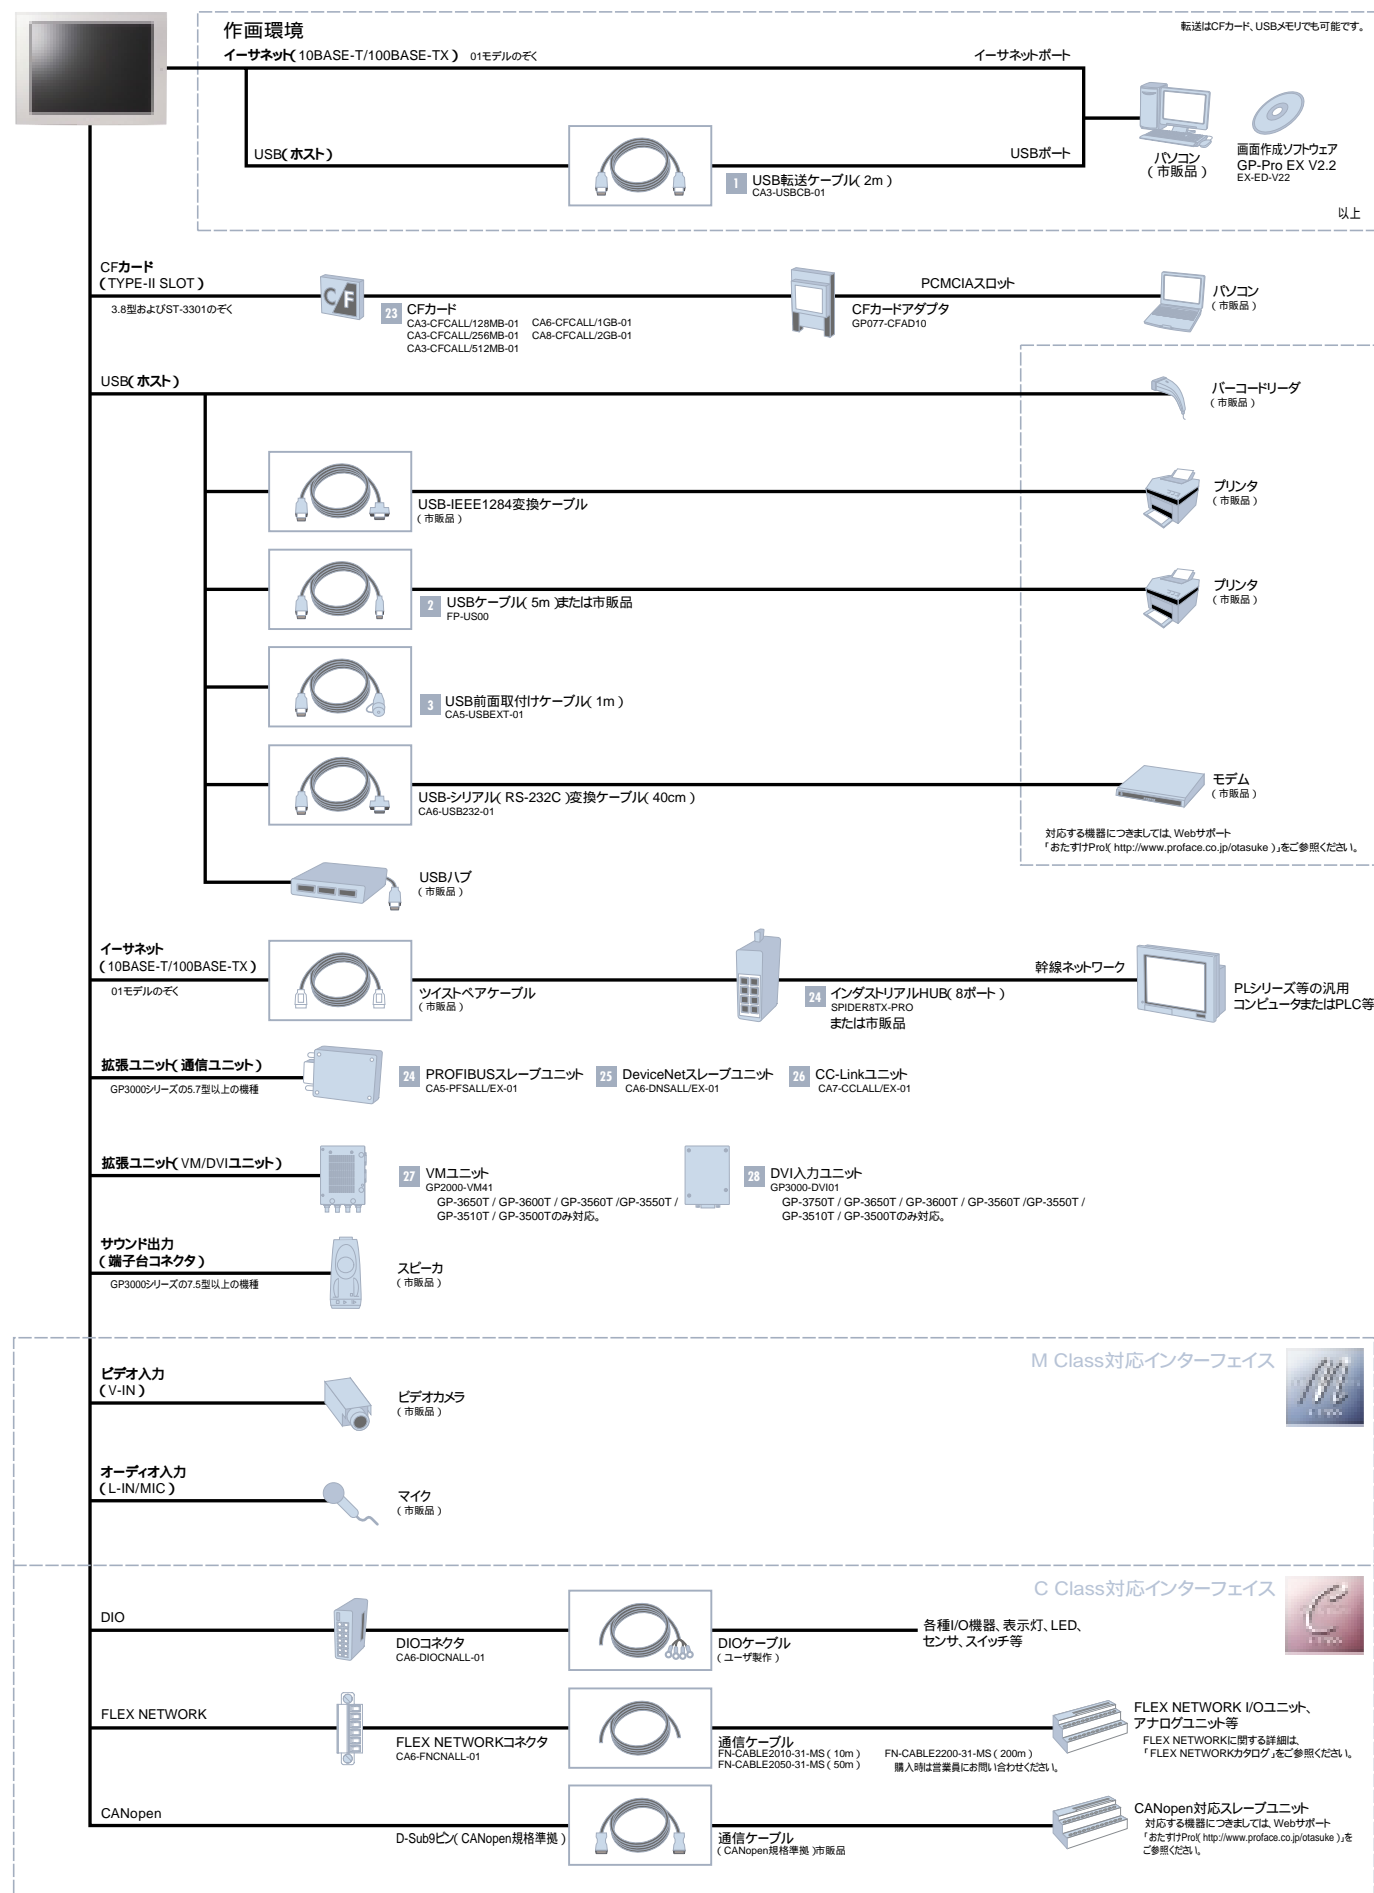 作画環境
転送はCFカード、USBメモリでも可能です。
イーサネット(10BASE-T/100BASE-TX) 01モデルのぞく
イーサネットポート
USB(ホスト)
USBポート
1 USB転送ケーブル(2m)
CA3-USBCB-01
パソコン
(市販品)
画面作成ソフトウェア
GP-Pro EX V2.2
EX-ED-V22
以上
CFカード
(TYPE-II SLOT)
3.8型およびST-3301のぞく
C/F
23 CFカード
CA3-CFCALL/128MB-01 CA6-CFCALL/1GB-01
CA3-CFCALL/256MB-01 CA8-CFCALL/2GB-01
CA3-CFCALL/512MB-01
CFカードアダプタ
GP077-CFAD10
PCMCIAスロット
パソコン
(市販品)
USB(ホスト)
バーコードリーダ
(市販品)
USB-IEEE1284変換ケーブル
(市販品)
プリンタ
(市販品)
2 USBケーブル(5m)または市販品
FP-US00
プリンタ
(市販品)
3 USB前面取付けケーブル(1m)
CA5-USBEXT-01
USB-シリアル(RS-232C)変換ケーブル(40cm)
CA6-USB232-01
モデム
(市販品)
対応する機器につきましては、Webサポート
「おたすけPro!(http://www.proface.co.jp/otasuke)」をご参照ください。
USBハブ
(市販品)
イーサネット
(10BASE-T/100BASE-TX)
01モデルのぞく
ツイストペアケーブル
(市販品)
24 インダストリアルHUB(8ポート)
SPIDER8TX-PRO
または市販品
幹線ネットワーク
PLシリーズ等の汎用
コンピュータまたはPLC等
拡張ユニット(通信ユニット)
GP3000シリーズの5.7型以上の機種
24 PROFIBUSスレーブユニット
CA5-PFSALL/EX-01
25 DeviceNetスレーブユニット
CA6-DNSALL/EX-01
26 CC-Linkユニット
CA7-CCLALL/EX-01
拡張ユニット(VM/DVIユニット)
27 VMユニット
GP2000-VM41
GP-3650T / GP-3600T / GP-3560T /GP-3550T /
GP-3510T / GP-3500Tのみ対応。
28 DVI入力ユニット
GP3000-DVI01
GP-3750T / GP-3650T / GP-3600T / GP-3560T /GP-3550T /
GP-3510T / GP-3500Tのみ対応。
サウンド出力
(端子台コネクタ)
GP3000シリーズの7.5型以上の機種
スピーカ
(市販品)
M Class対応インターフェイス
ビデオ入力
(V-IN)
ビデオカメラ
(市販品)
オーディオ入力
(L-IN/MIC)
マイク
(市販品)
C Class対応インターフェイス
DIO
DIOコネクタ
CA6-DIOCNALL-01
DIOケーブル
(ユーザ製作)
各種I/O機器、表示灯、LED、
センサ、スイッチ等
FLEX NETWORK
FLEX NETWORKコネクタ
CA6-FNCNALL-01
通信ケーブル
FN-CABLE2010-31-MS(10m) FN-CABLE2200-31-MS(200m)
FN-CABLE2050-31-MS(50m) 購入時は営業員にお問い合わせください。
FLEX NETWORK I/Oユニット、
アナログユニット等
FLEX NETWORKに関する詳細は、
「FLEX NETWORKカタログ」をご参照ください。
CANopen
D-Sub9ピン(CANopen規格準拠)
通信ケーブル
(CANopen規格準拠)市販品
CANopen対応スレーブユニット
対応する機器につきましては、Webサポート
「おたすけPro!(http://www.proface.co.jp/otasuke)」を
ご参照ください。